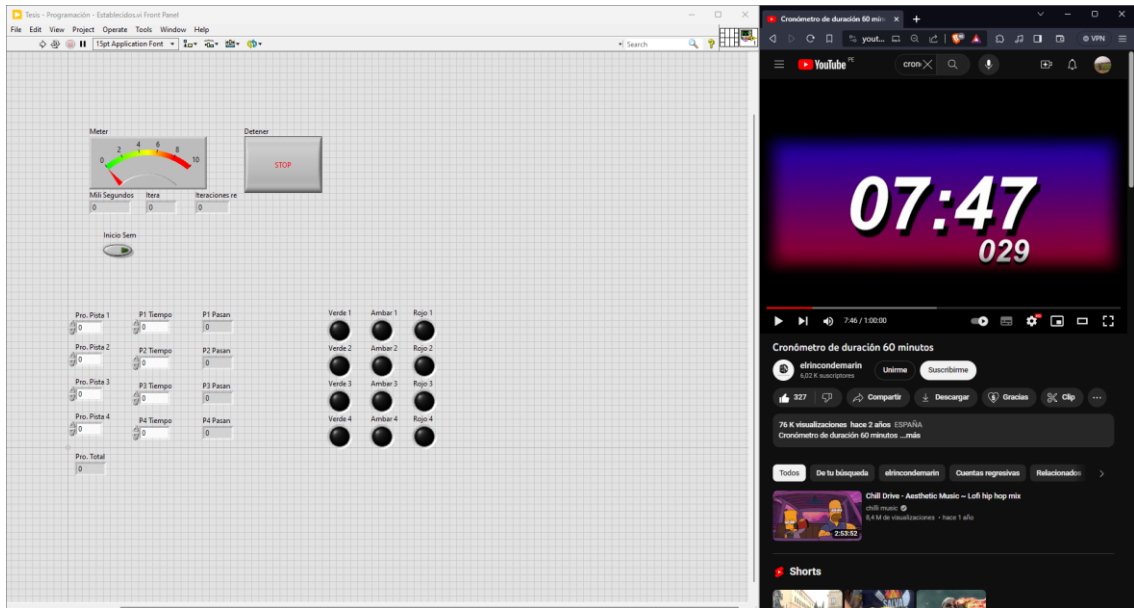 Tesis - Programación - Establecidos.vi Front Panel
File Edit View Project Operate Tools Window Help
15pt Application Font
Search
Meter
0 2 4 6 8 10
Detener
STOP
Mili Segundos Itera Iteraciones re
0 0 0
Inicio Sem
Pro. Pista 1 P1 Tiempo P1 Pasan Verde 1 Ambar 1 Rojo 1
0 0 0
Pro. Pista 2 P2 Tiempo P2 Pasan Verde 2 Ambar 2 Rojo 2
0 0 0
Pro. Pista 3 P3 Tiempo P3 Pasan Verde 3 Ambar 3 Rojo 3
0 0 0
Pro. Pista 4 P4 Tiempo P4 Pasan Verde 4 Ambar 4 Rojo 4
0 0 0
Pro. Total
0
Cronómetro de duración 60 min
yout...
VPN
YouTube PE
cron
07:47
029
7:46 / 1:00:00
Cronómetro de duración 60 minutos
elrincondemarin
6,02 K suscriptores
Unirme
Suscribirme
327 Compartir Descargar Gracias Clip ...
76 K visualizaciones hace 2 años ESPAÑA
Cronómetro de duración 60 minutos ...más
Todos De tu búsqueda elrincondemarin Cuentas regresivas Relacionados
Chill Drive - Aesthetic Music ~ Lofi hip hop mix
chilli music
8,4 M de visualizaciones • hace 1 año
2:53:52
Shorts